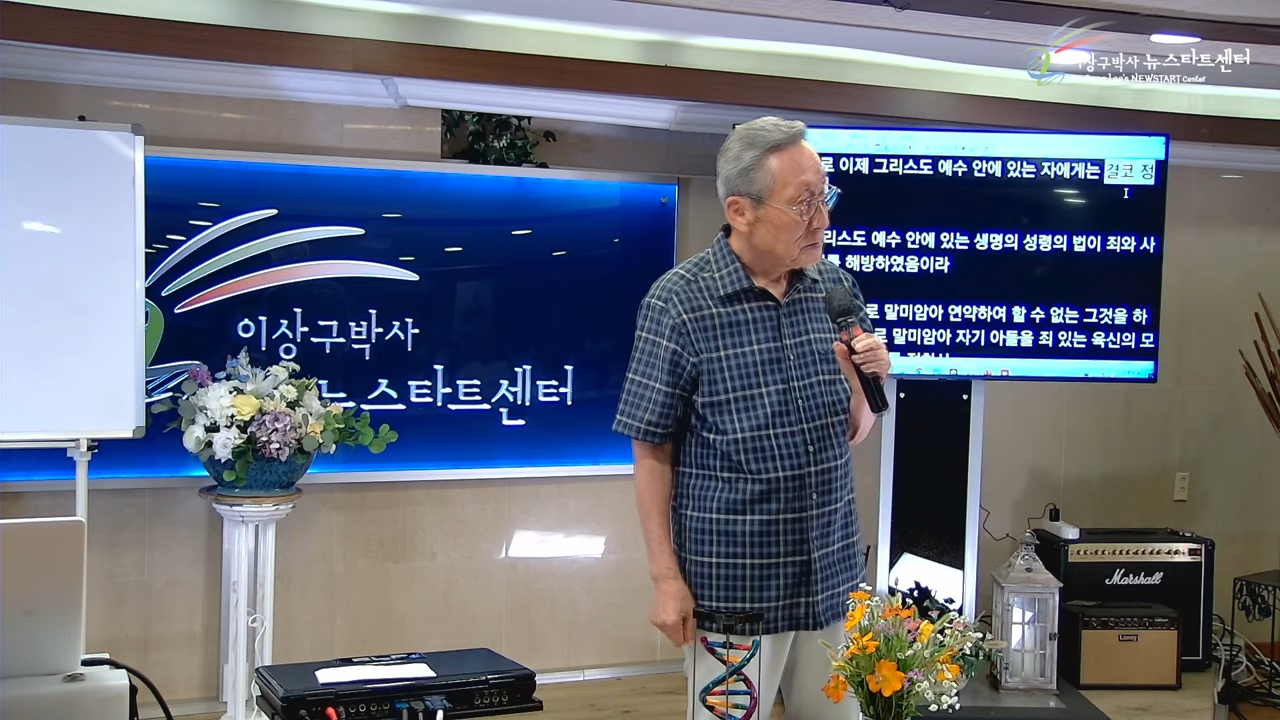 이상구박사 뉴스타트센터
Lee's NEWSTART Center
로 이제 그리스도 예수 안에 있는 자에게는 결코 정
리스도 예수 안에 있는 생명의 성령의 법이 죄와 사
를 해방하였음이라
로 말미암아 연약하여 할 수 없는 그것을 하
로 말미암아 자기 아들을 죄 있는 육신의 모
이상구박사
뉴스타트센터
Marshall
Laney